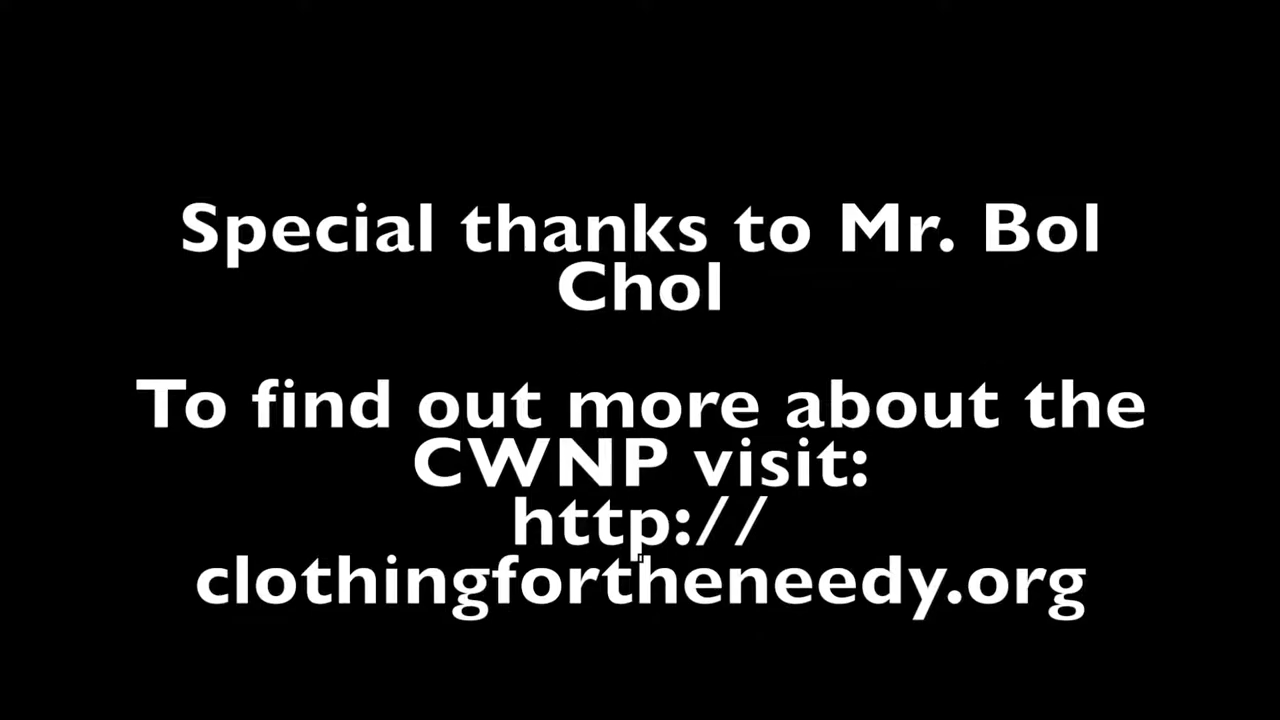 Special thanks to Mr. Bol
Chol
To find out more about the
CWNP visit:
http://
clothingfortheneedy.org